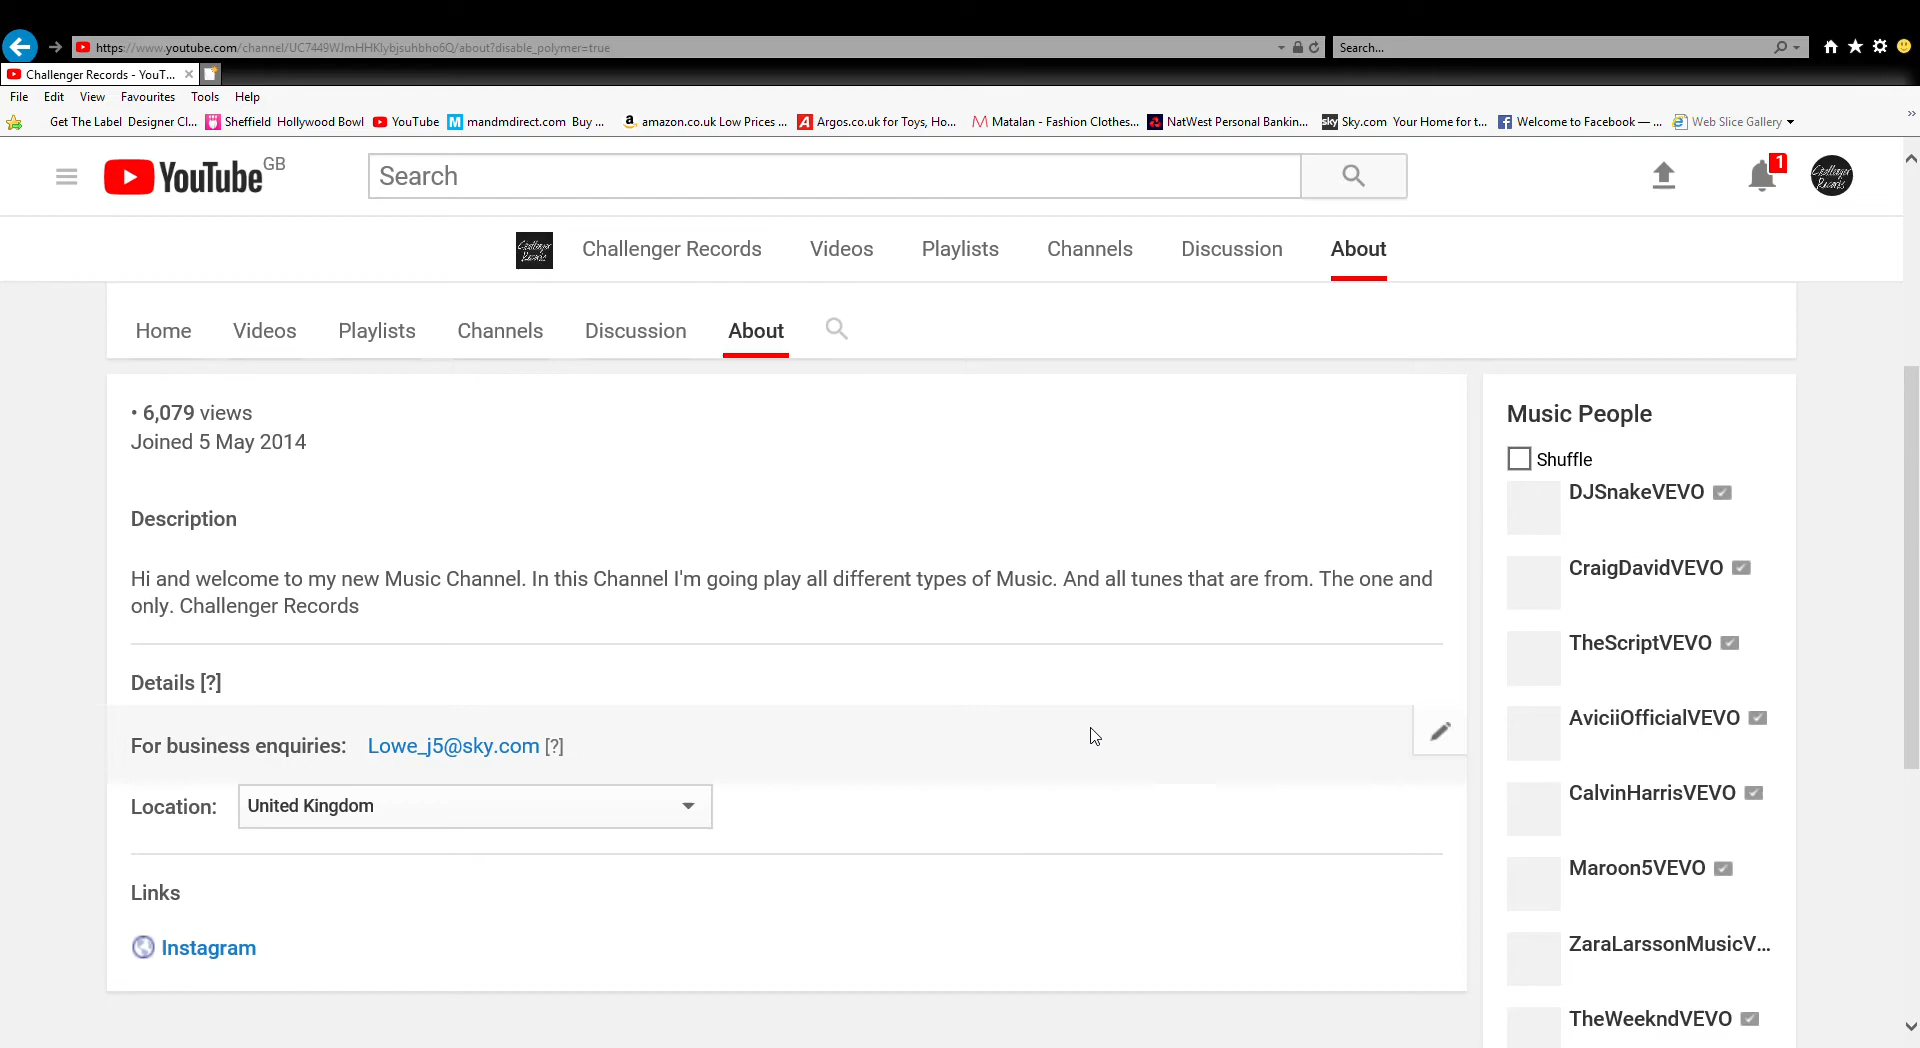 https://www.youtube.com/channel/UC7449WJmHHKlybjsuhbho6Q/about?disable_polymer=true
Search...
Challenger Records - YouT...
File Edit View Favourites Tools Help
Get The Label Designer Cl... Sheffield Hollywood Bowl YouTube M mandmdirect.com Buy ... amazon.co.uk Low Prices ... Argos.co.uk for Toys, Ho... Matalan - Fashion Clothes... NatWest Personal Bankin... sky Sky.com Your Home for t... Welcome to Facebook — ... Web Slice Gallery
YouTube GB
Search
1
Challenger Records
Challenger Records
Challenger Records Videos Playlists Channels Discussion About
Home Videos Playlists Channels Discussion About
• 6,079 views
Joined 5 May 2014
Description
Hi and welcome to my new Music Channel. In this Channel I'm going play all different types of Music. And all tunes that are from. The one and
only. Challenger Records
Details [?]
For business enquiries: Lowe_j5@sky.com [?]
Location: United Kingdom
Links
Instagram
Music People
Shuffle
DJSnakeVEVO
CraigDavidVEVO
TheScriptVEVO
AviciiOfficialVEVO
CalvinHarrisVEVO
Maroon5VEVO
ZaraLarssonMusicV...
TheWeekndVEVO